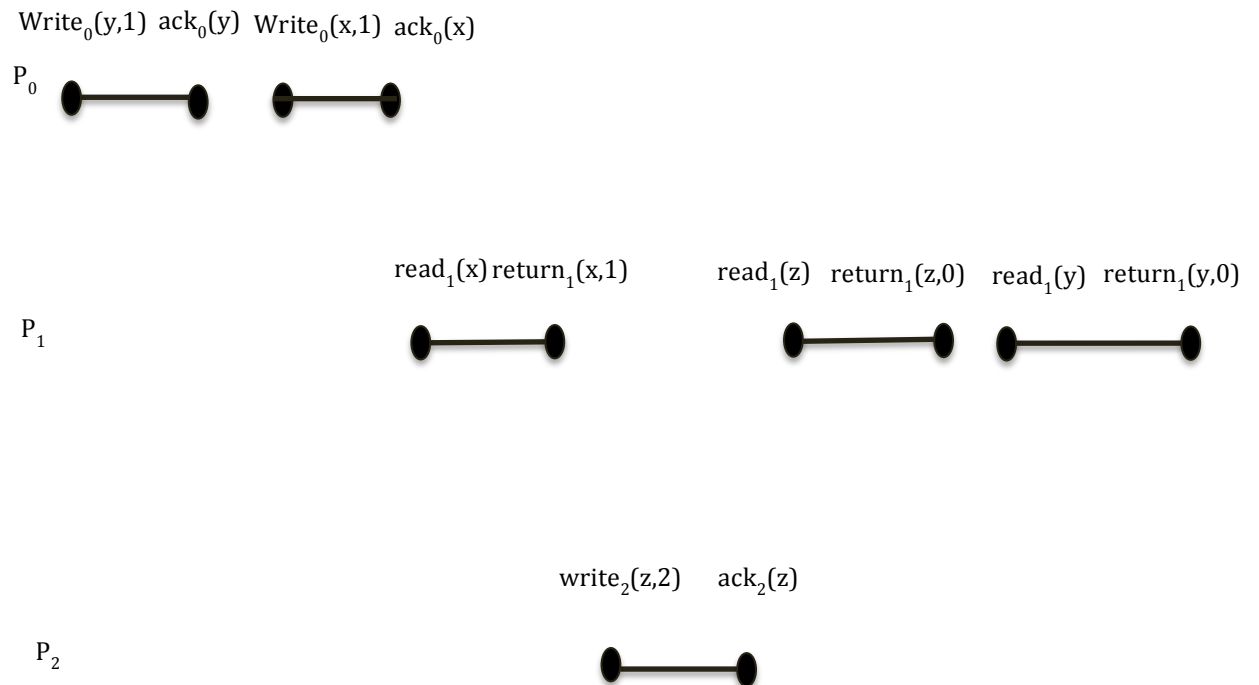 Write₀(y,1) ack₀(y) Write₀(x,1) ack₀(x)
P₀
read₁(x) return₁(x,1) read₁(z) return₁(z,0) read₁(y) return₁(y,0)
P₁
write₂(z,2) ack₂(z)
P₂